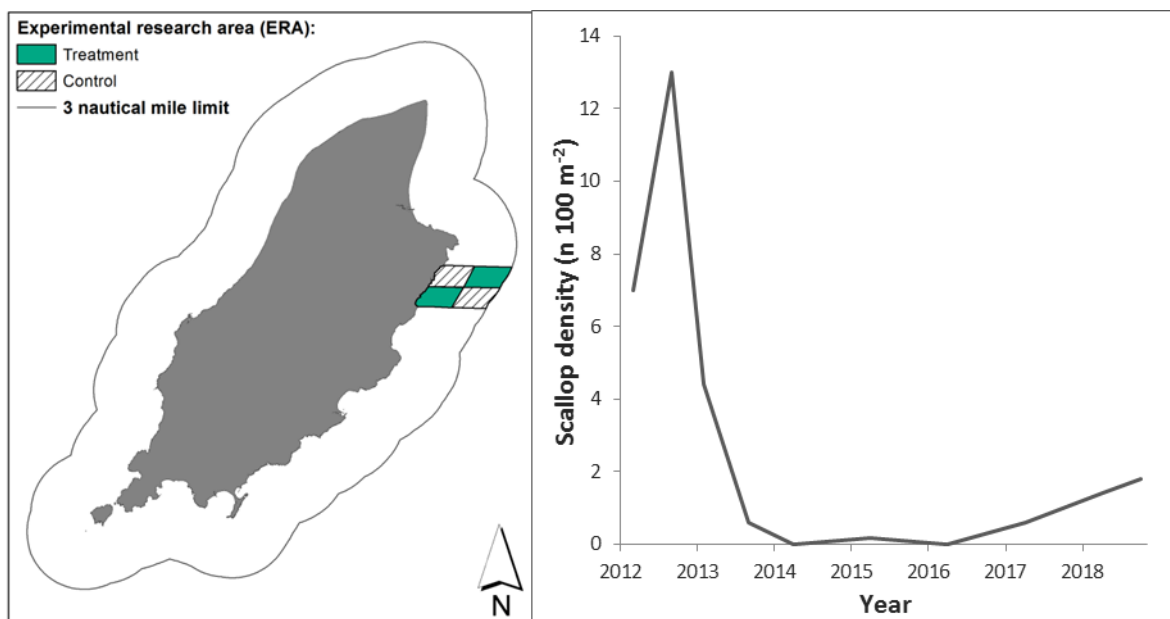 Experimental research area (ERA):
Treatment
Control
3 nautical mile limit
N
Scallop density (n 100 m⁻²)
14
12
10
8
6
4
2
0
2012 2013 2014 2015 2016 2017 2018
Year